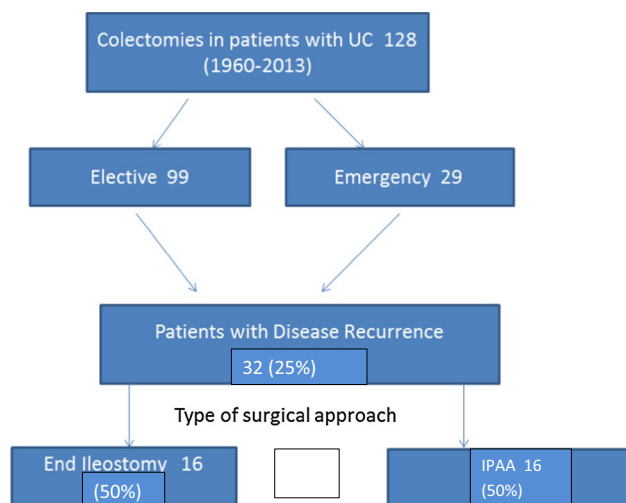 Colectomies in patients with UC 128
(1960-2013)
Elective 99
Emergency 29
Patients with Disease Recurrence
32 (25%)
Type of surgical approach
End Ileostomy 16
(50%)
IPAA 16
(50%)